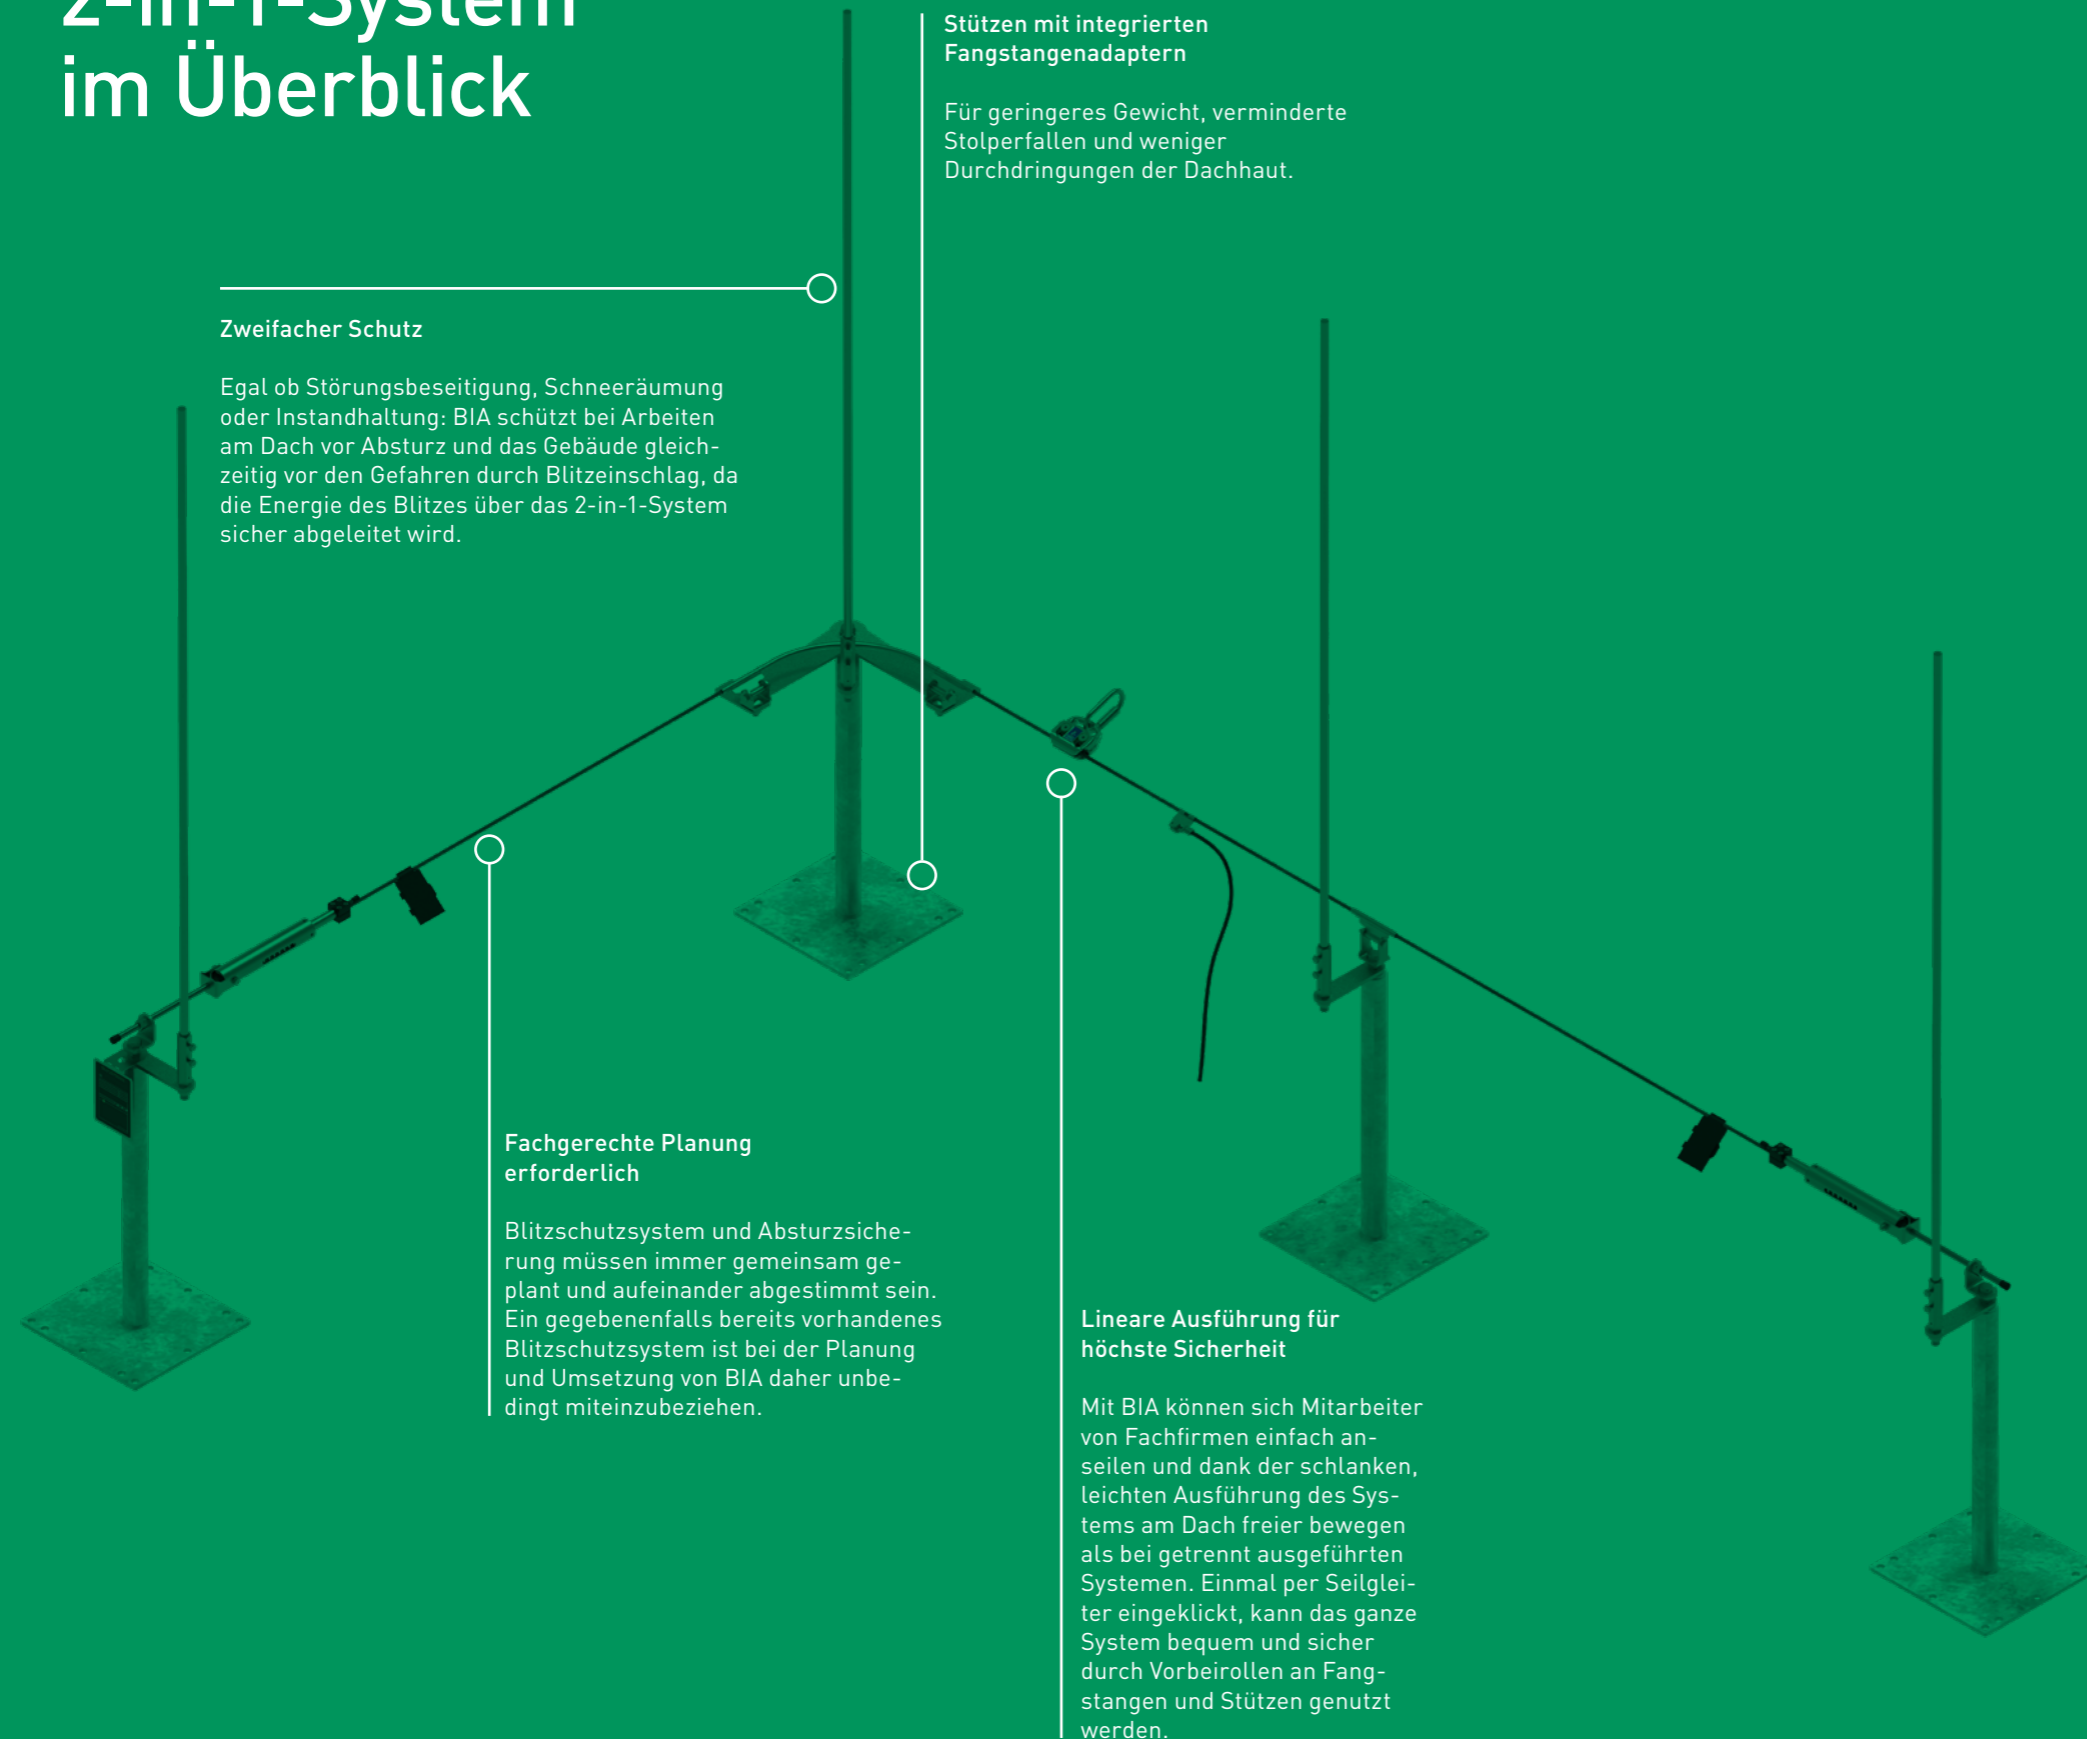 2-in-1-System
im Überblick
Stützen mit integrierten
Fangstangenadaptern
Für geringeres Gewicht, verminderte
Stolperfallen und weniger
Durchdringungen der Dachhaut.
Zweifacher Schutz
Egal ob Störungsbeseitigung, Schneeräumung
oder Instandhaltung: BIA schützt bei Arbeiten
am Dach vor Absturz und das Gebäude gleich-
zeitig vor den Gefahren durch Blitzeinschlag, da
die Energie des Blitzes über das 2-in-1-System
sicher abgeleitet wird.
Fachgerechte Planung
erforderlich
Blitzschutzsystem und Absturzsiche-
rung müssen immer gemeinsam ge-
plant und aufeinander abgestimmt sein.
Ein gegebenenfalls bereits vorhandenes
Blitzschutzsystem ist bei der Planung
und Umsetzung von BIA daher unbe-
dingt miteinzubeziehen.
Lineare Ausführung für
höchste Sicherheit
Mit BIA können sich Mitarbeiter
von Fachfirmen einfach an-
seilen und dank der schlanken,
leichten Ausführung des Sys-
tems am Dach freier bewegen
als bei getrennt ausgeführten
Systemen. Einmal per Seilglei-
ter eingeklickt, kann das ganze
System bequem und sicher
durch Vorbeirollen an Fang-
stangen und Stützen genutzt
werden.